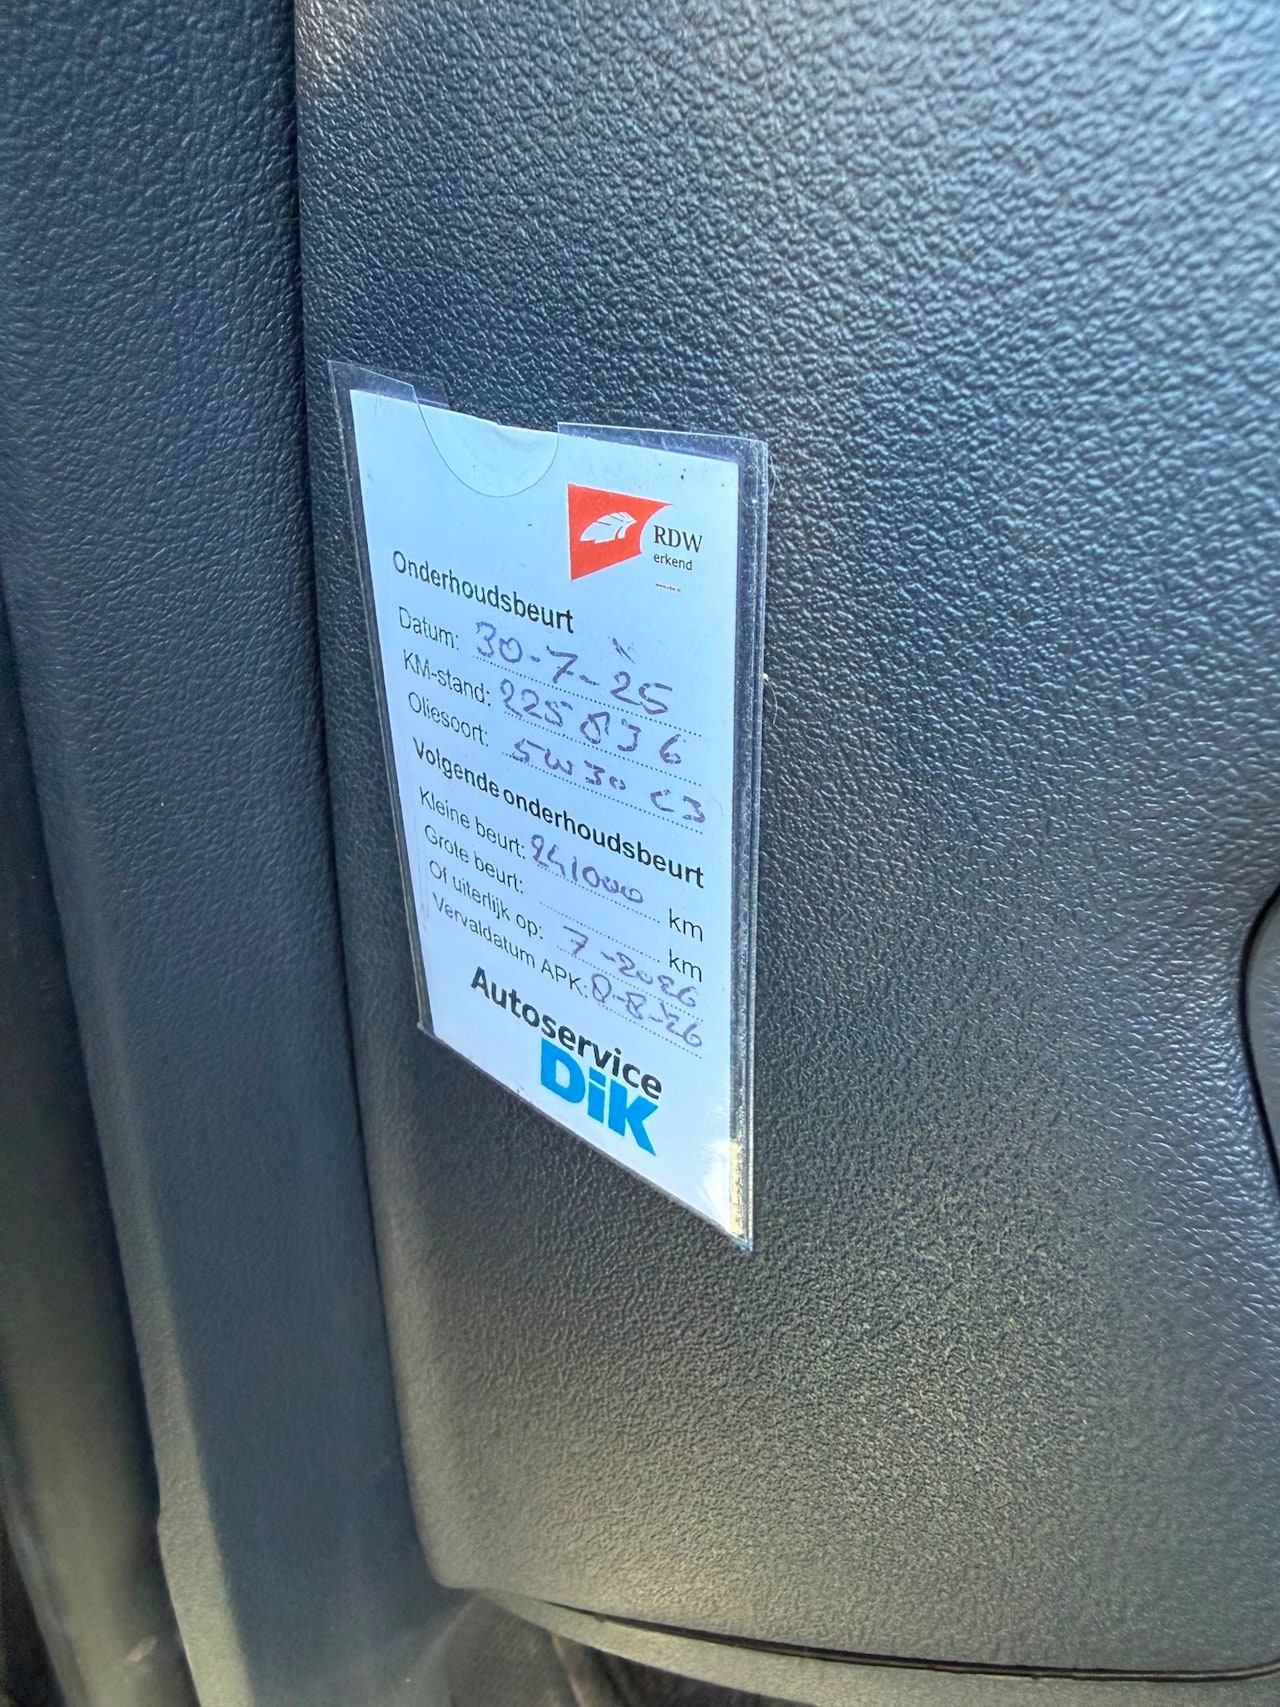 RDW
erkend
Onderhoudsbeurt
Datum: 30-7-25
KM-stand: 225836
Oliesoort: 5W30 C3
Volgende onderhoudsbeurt
Kleine beurt: 241000 km
Grote beurt: km
Of uiterlijk op: 7-2026
Vervaldatum APK: 8-8-26
Autoservice
DiK